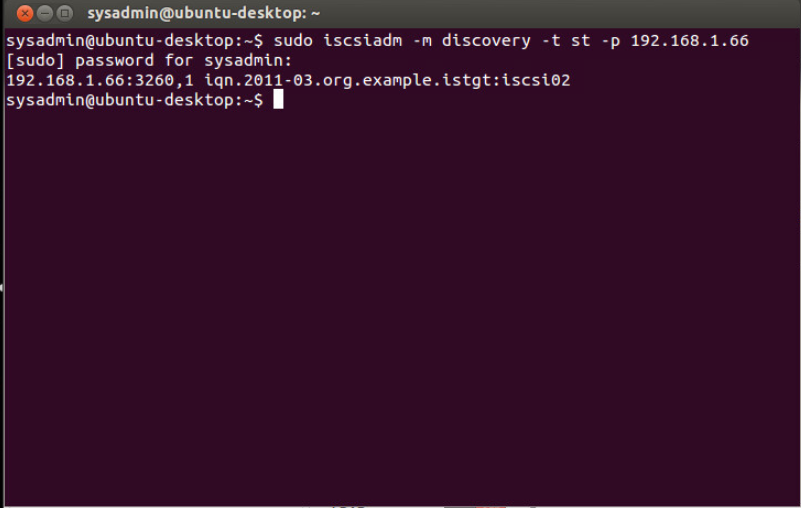 sysadmin@ubuntu-desktop: ~
sysadmin@ubuntu-desktop:~$ sudo iscsiadm -m discovery -t st -p 192.168.1.66
[sudo] password for sysadmin:
192.168.1.66:3260,1 iqn.2011-03.org.example.istgt:iscsi02
sysadmin@ubuntu-desktop:~$